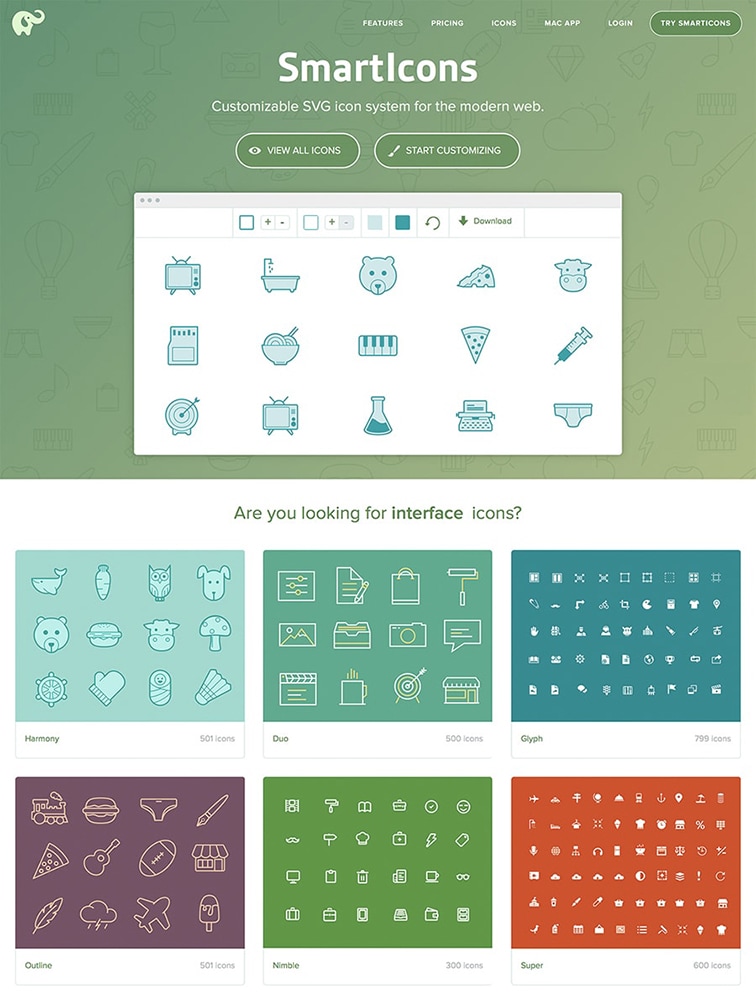 FEATURES PRICING ICONS MAC APP LOGIN TRY SMARTICONS
SmartIcons
Customizable SVG icon system for the modern web.
VIEW ALL ICONS START CUSTOMIZING
+ - + - Download
Are you looking for interface icons?
Harmony 501 icons
Duo 500 icons
Glyph 799 icons
Outline 501 icons
Nimble 300 icons
Super 600 icons